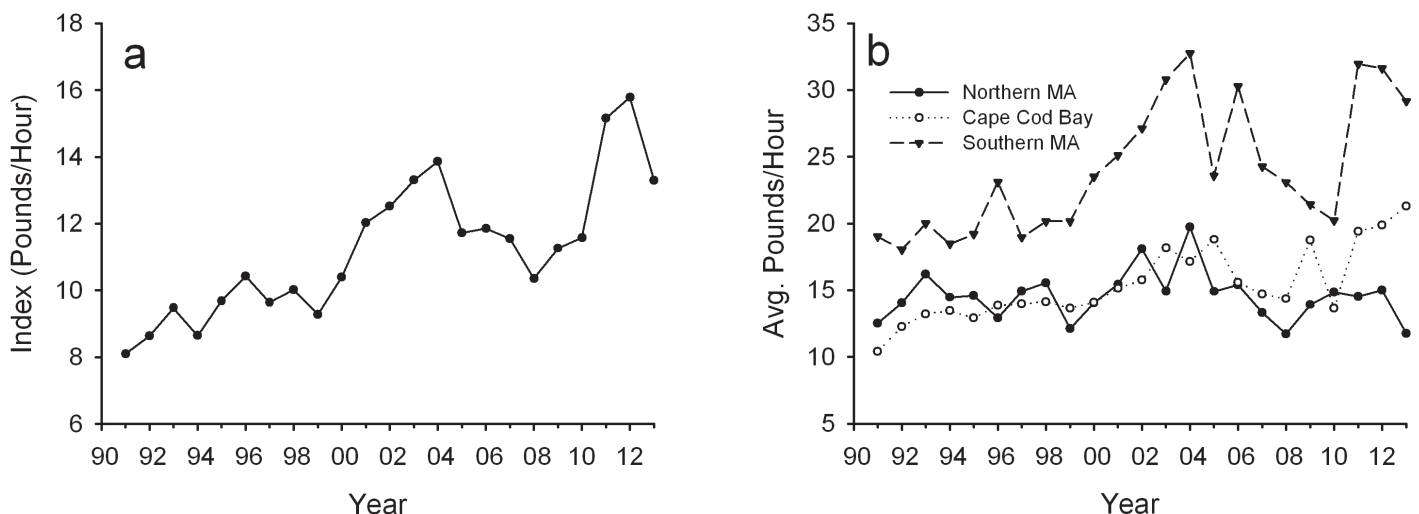 a
18
16
14
12
10
8
6
Index (Pounds/Hour)
90 92 94 96 98 00 02 04 06 08 10 12
Year
b
35
30
25
20
15
10
5
Avg. Pounds/Hour
Northern MA
Cape Cod Bay
Southern MA
90 92 94 96 98 00 02 04 06 08 10 12
Year